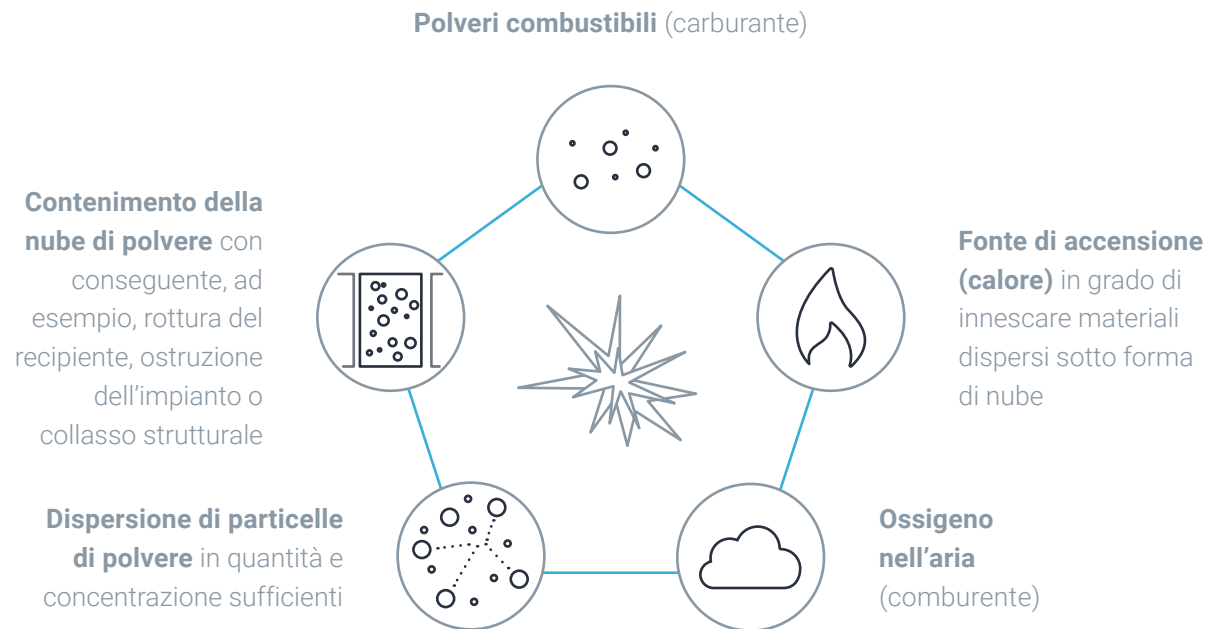 Polveri combustibili (carburante)
Contenimento della
nube di polvere con
conseguente, ad
esempio, rottura del
recipiente, ostruzione
dell’impianto o
collasso strutturale
Fonte di accensione
(calore) in grado di
innescare materiali
dispersi sotto forma
di nube
Dispersione di particelle
di polvere in quantità e
concentrazione sufficienti
Ossigeno
nell’aria
(comburente)